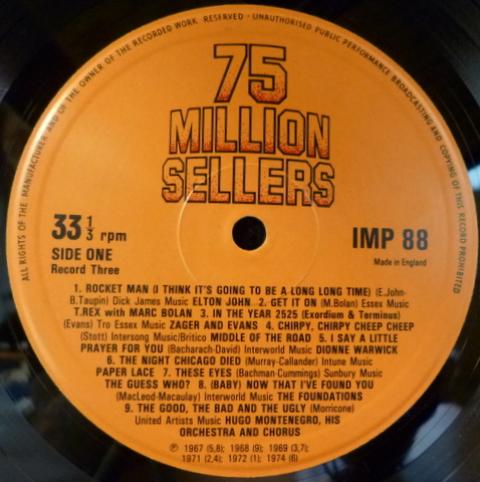 ALL RIGHTS OF THE MANUFACTURER AND OF THE OWNER OF THE RECORDED WORK RESERVED · UNAUTHORISED PUBLIC PERFORMANCE BROADCASTING AND COPYING OF THIS RECORD PROHIBITED
75
MILLION
SELLERS
33 1/3 rpm
SIDE ONE
Record Three
IMP 88
Made in England
1. ROCKET MAN (I THINK IT'S GOING TO BE A LONG LONG TIME) (E.John-
B.Taupin) Dick James Music ELTON JOHN 2. GET IT ON (M.Bolan) Essex Music
T.REX with MARC BOLAN 3. IN THE YEAR 2525 (Exordium & Terminus)
(Evans) Tro Essex Music ZAGER AND EVANS 4. CHIRPY, CHIRPY CHEEP CHEEP
(Stott) Intersong Music/Britico MIDDLE OF THE ROAD 5. I SAY A LITTLE
PRAYER FOR YOU (Bacharach-David) Interworld Music DIONNE WARWICK
6. THE NIGHT CHICAGO DIED (Murray-Callander) Intune Music
PAPER LACE 7. THESE EYES (Bachman-Cummings) Sunbury Music
THE GUESS WHO? 8. (BABY) NOW THAT I'VE FOUND YOU
(MacLeod-Macaulay) Interworld Music THE FOUNDATIONS
9. THE GOOD, THE BAD AND THE UGLY (Morricone)
United Artists Music HUGO MONTENEGRO, HIS
ORCHESTRA AND CHORUS
℗ 1967 (5,8); 1968 (9); 1969 (3,7);
1971 (2,4); 1972 (1); 1974 (6)